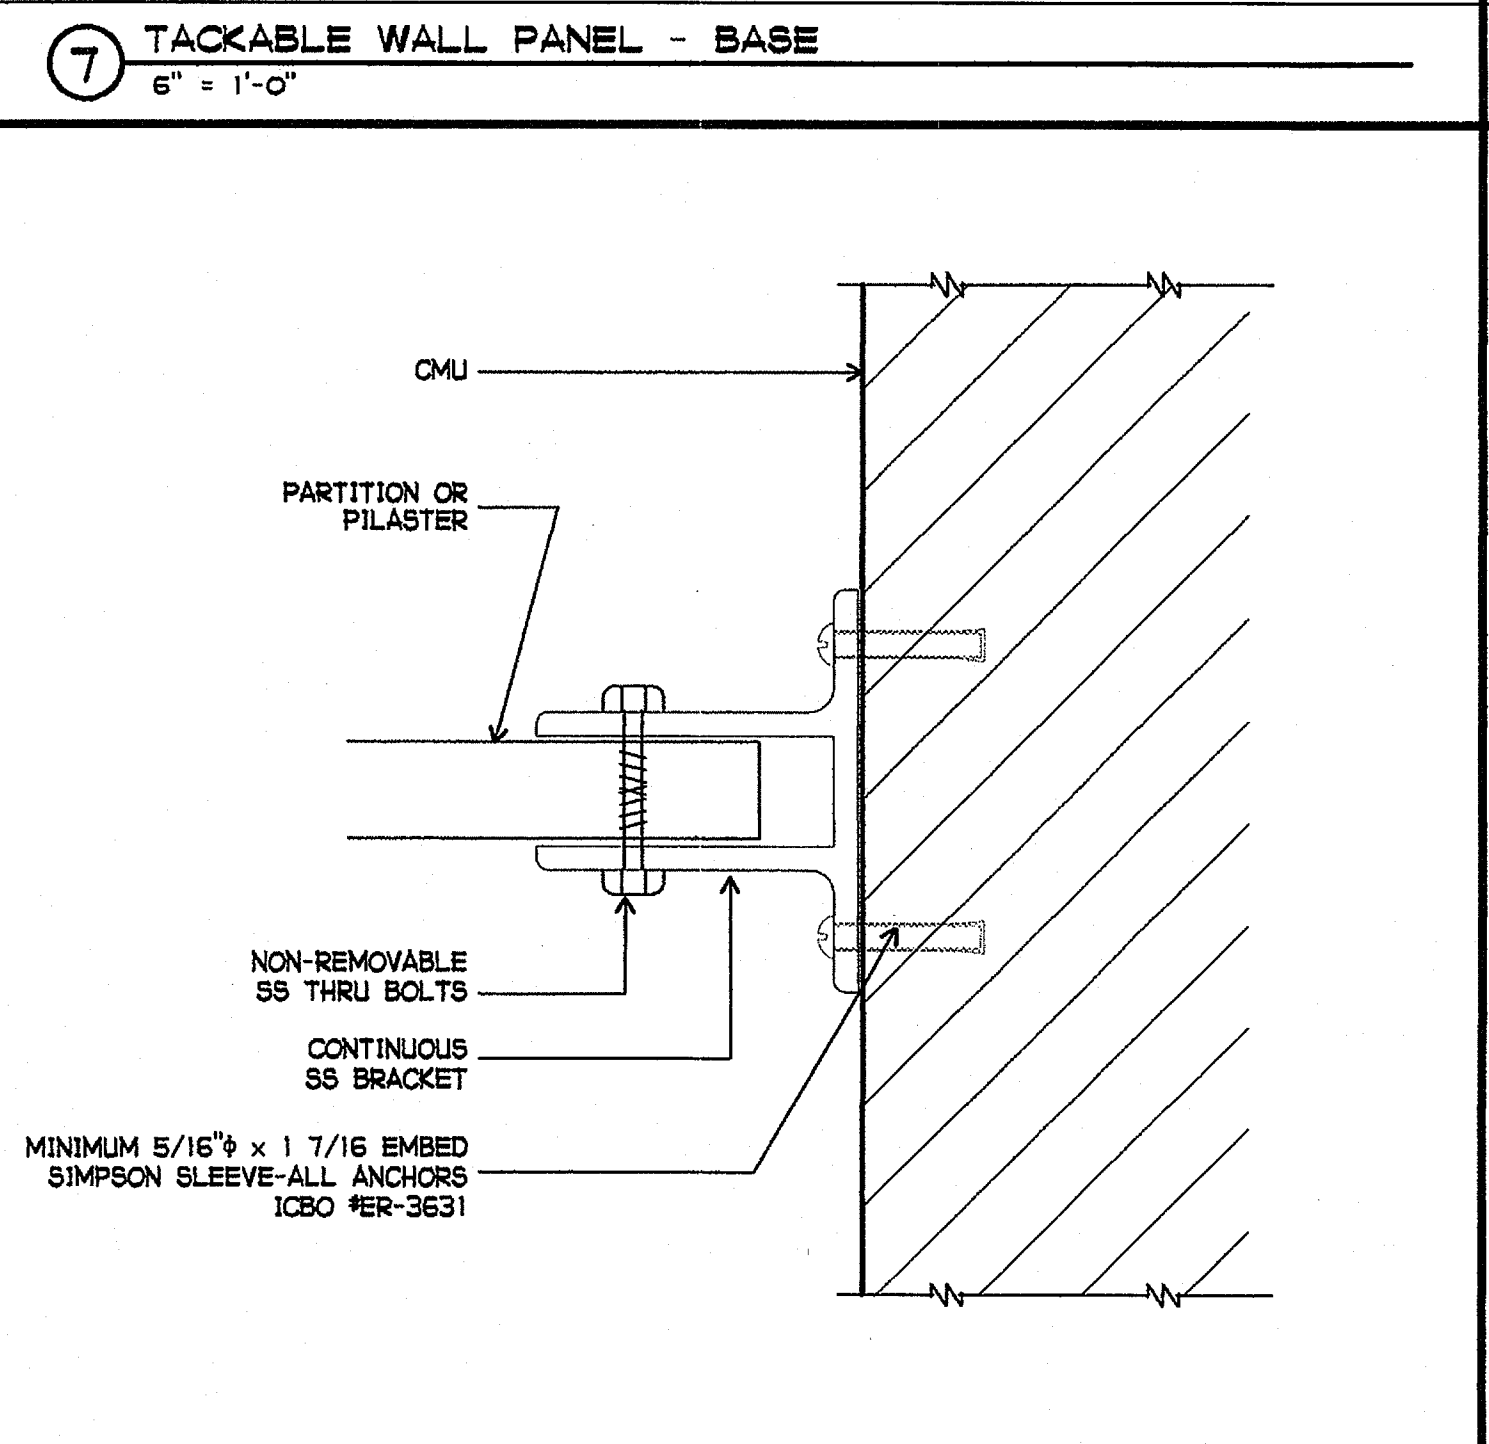 7
TACKABLE WALL PANEL - BASE
6" = 1'-0"
CMU
PARTITION OR
PILASTER
NON-REMOVABLE
SS THRU BOLTS
CONTINUOUS
SS BRACKET
MINIMUM 5/16"ϕ x 1 7/16 EMBED
SIMPSON SLEEVE-ALL ANCHORS
ICBO #ER-3631